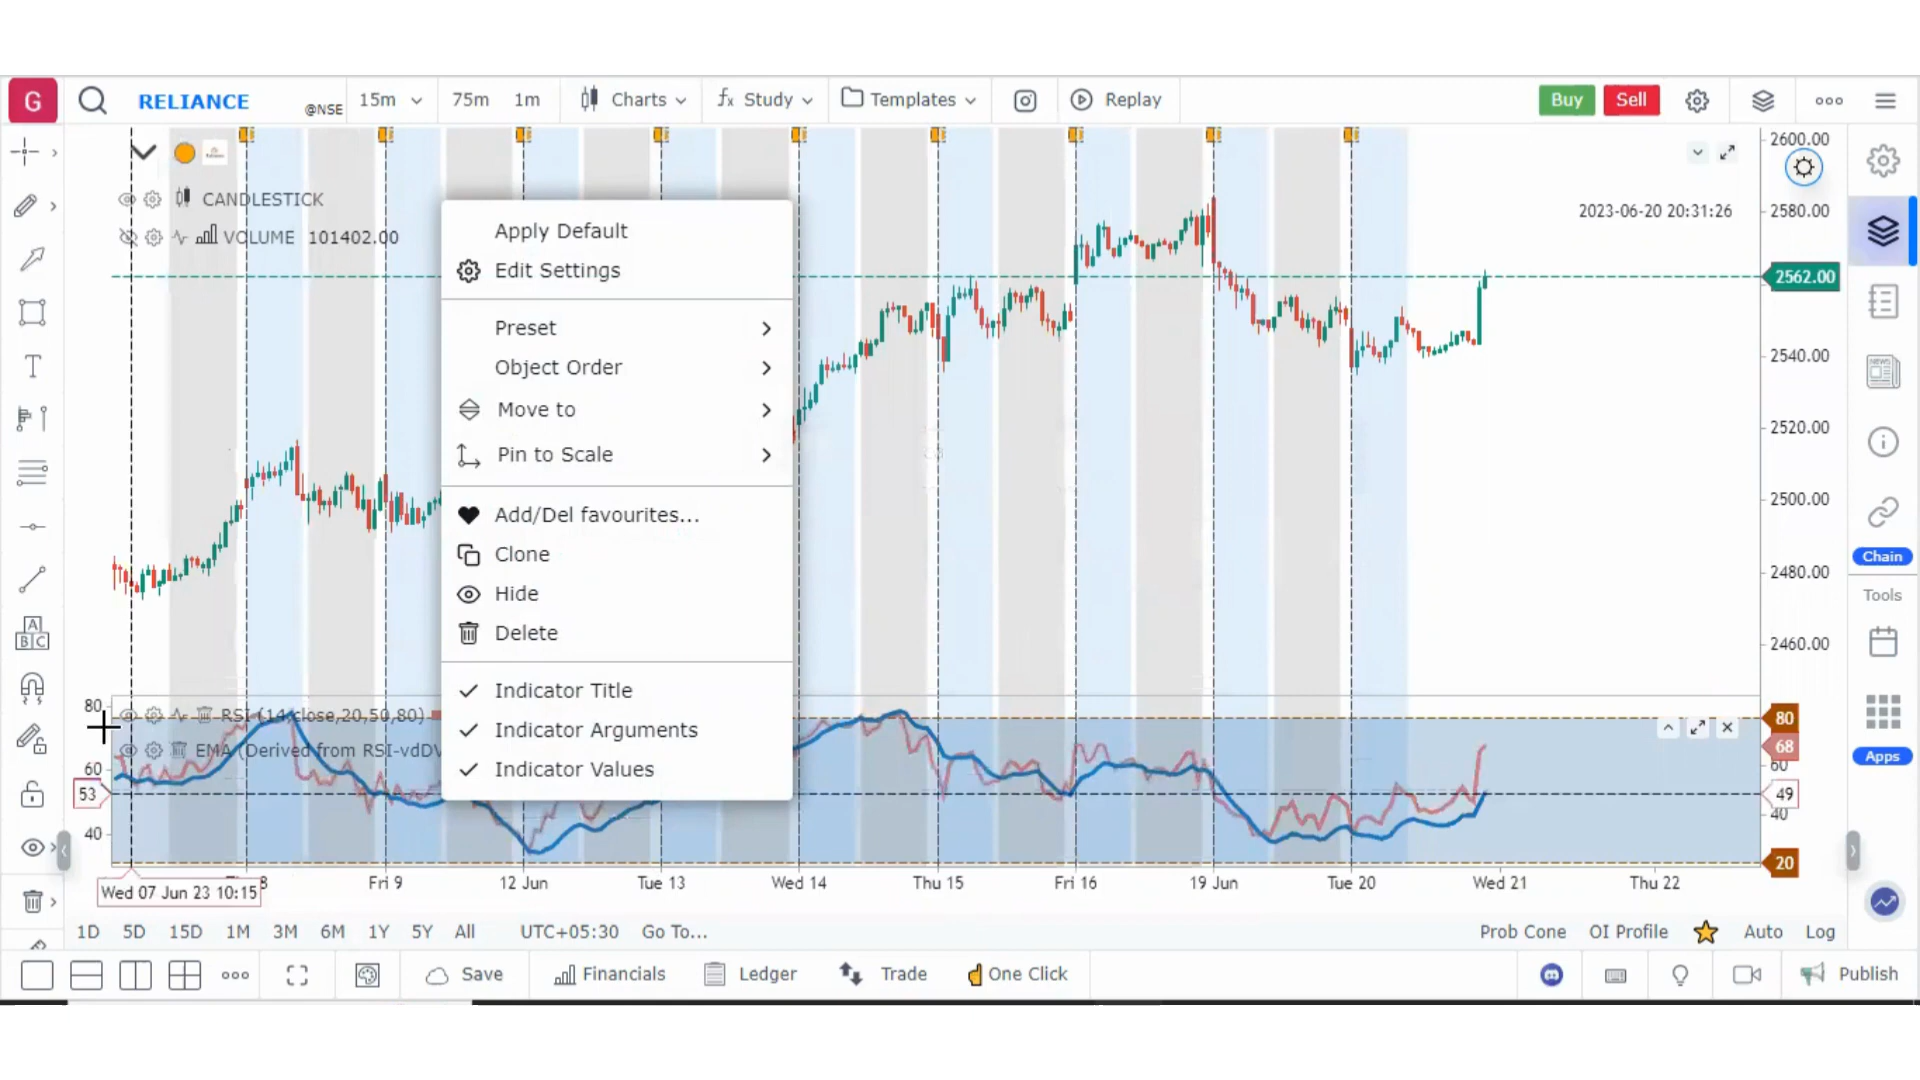 G RELIANCE @NSE 15m 75m 1m Charts Study Templates Replay Buy Sell
CANDLESTICK
VOLUME 101402.00
2023-06-20 20:31:26
Apply Default
Edit Settings
Preset
Object Order
Move to
Pin to Scale
Add/Del favourites...
Clone
Hide
Delete
Indicator Title
Indicator Arguments
Indicator Values
2600.00
2580.00
2562.00
2540.00
2520.00
2500.00
2480.00
2460.00
RSI (14,close,20,50,80)
EMA (Derived from RSI-vdDV
80
60
53
40
80
68
60
49
40
20
T
A
B C
NEWS
Chain
Tools
Apps
8 Fri 9 12 Jun Tue 13 Wed 14 Thu 15 Fri 16 19 Jun Tue 20 Wed 21 Thu 22
Wed 07 Jun 23 10:15
1D 5D 15D 1M 3M 6M 1Y 5Y All UTC+05:30 Go To... Prob Cone OI Profile Auto Log
Save Financials Ledger Trade One Click Publish